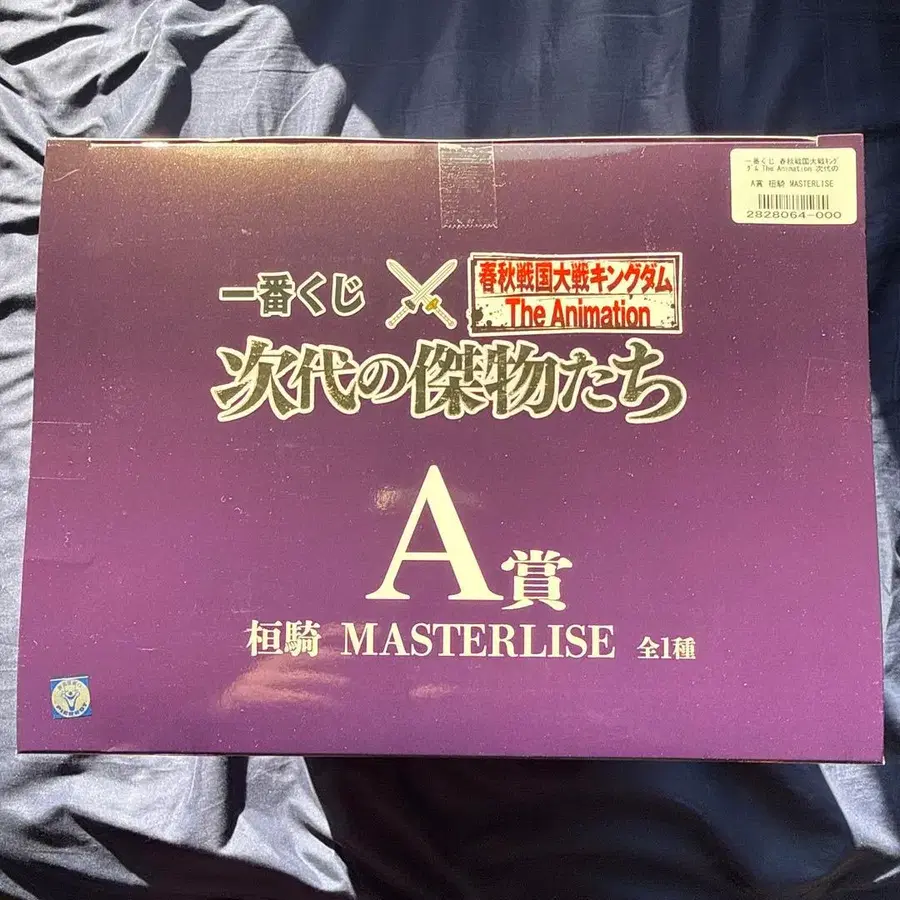 一番くじ 春秋戦国大戦ｷﾝｸﾞ
ﾀﾞﾑ The Animation 次代の
A賞 桓騎 MASTERLISE
2828064-000
一番くじ
春秋戦国大戦キングダム
The Animation
次代の傑物たち
A賞
桓騎 MASTERLISE 全1種
PIERROT